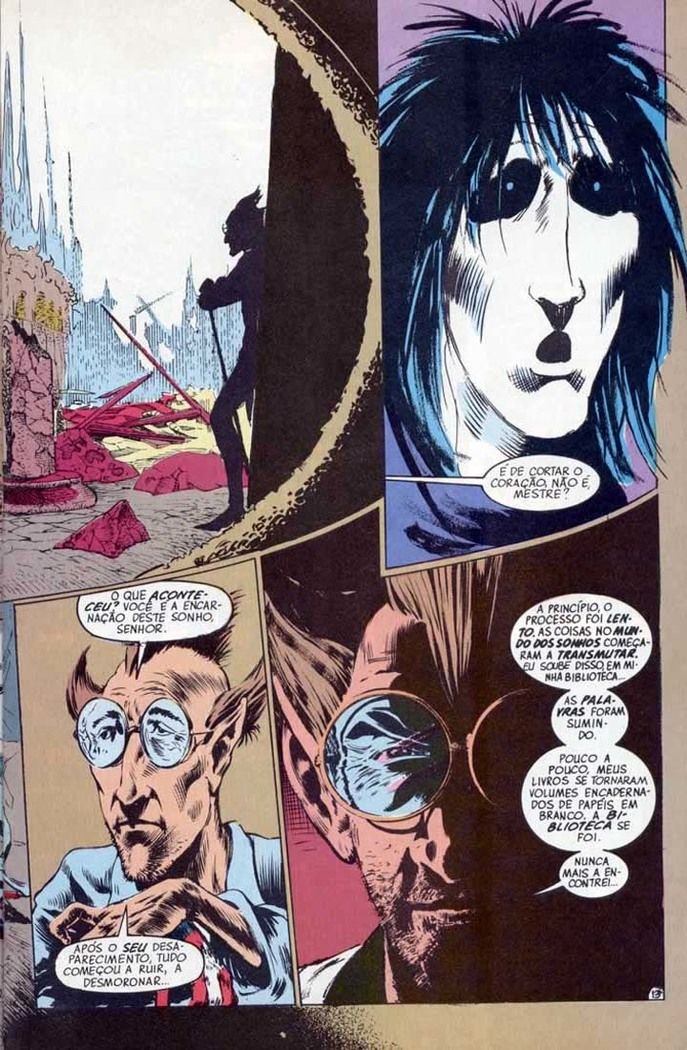 É DE CORTAR O
CORAÇÃO, NÃO É,
MESTRE?
O QUE ACONTE-
CEU? VOCÊ É A ENCAR-
NAÇÃO DESTE SONHO,
SENHOR.
APÓS O SEU DESA-
PARECIMENTO, TUDO
COMEÇOU A RUIR, A
DESMORONAR...
A PRINCÍPIO, O
PROCESSO FOI LEN-
TO, AS COISAS NO MUN-
DO DOS SONHOS COMEÇA-
RAM A TRANSMUTAR.
EU SOUBE DISSO, EM MI-
NHA BIBLIOTECA...
AS PALA-
VRAS FORAM
SUMIN-
DO.
POUCO A
POUCO, MEUS
LIVROS SE TORNARAM
VOLUMES ENCADERNA-
DOS DE PAPÉIS EM
BRANCO. A BI-
BLIOTECA SE
FOI.
NUNCA
MAIS A EN-
CONTREI...
13